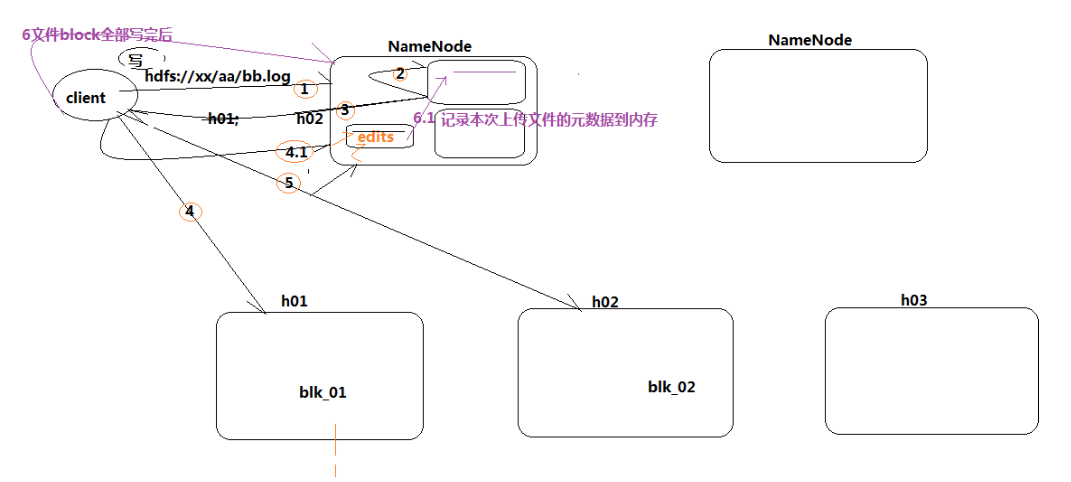 6文件block全部写完后
写
NameNode
NameNode
hdfs://xx/aa/bb.log
client
1
2
3
h01;
h02
6.1 记录本次上传文件的元数据到内存
edits
4.1
5
4
h01
h02
h03
blk_01
blk_02